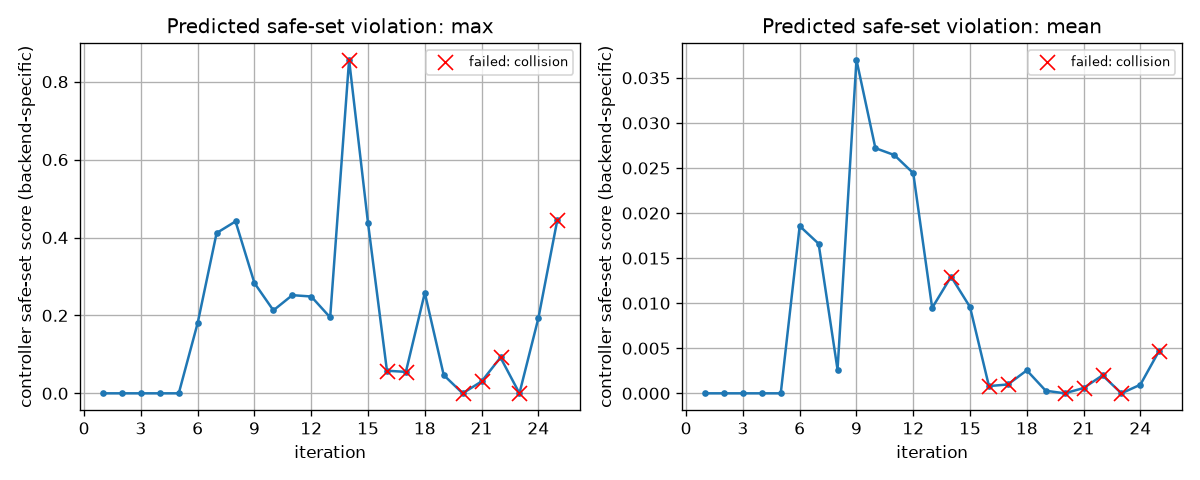 Predicted safe-set violation: max
controller safe-set score (backend-specific)
0.8
0.6
0.4
0.2
0.0
failed: collision
0 3 6 9 12 15 18 21 24
iteration
Predicted safe-set violation: mean
controller safe-set score (backend-specific)
0.035
0.030
0.025
0.020
0.015
0.010
0.005
0.000
failed: collision
0 3 6 9 12 15 18 21 24
iteration